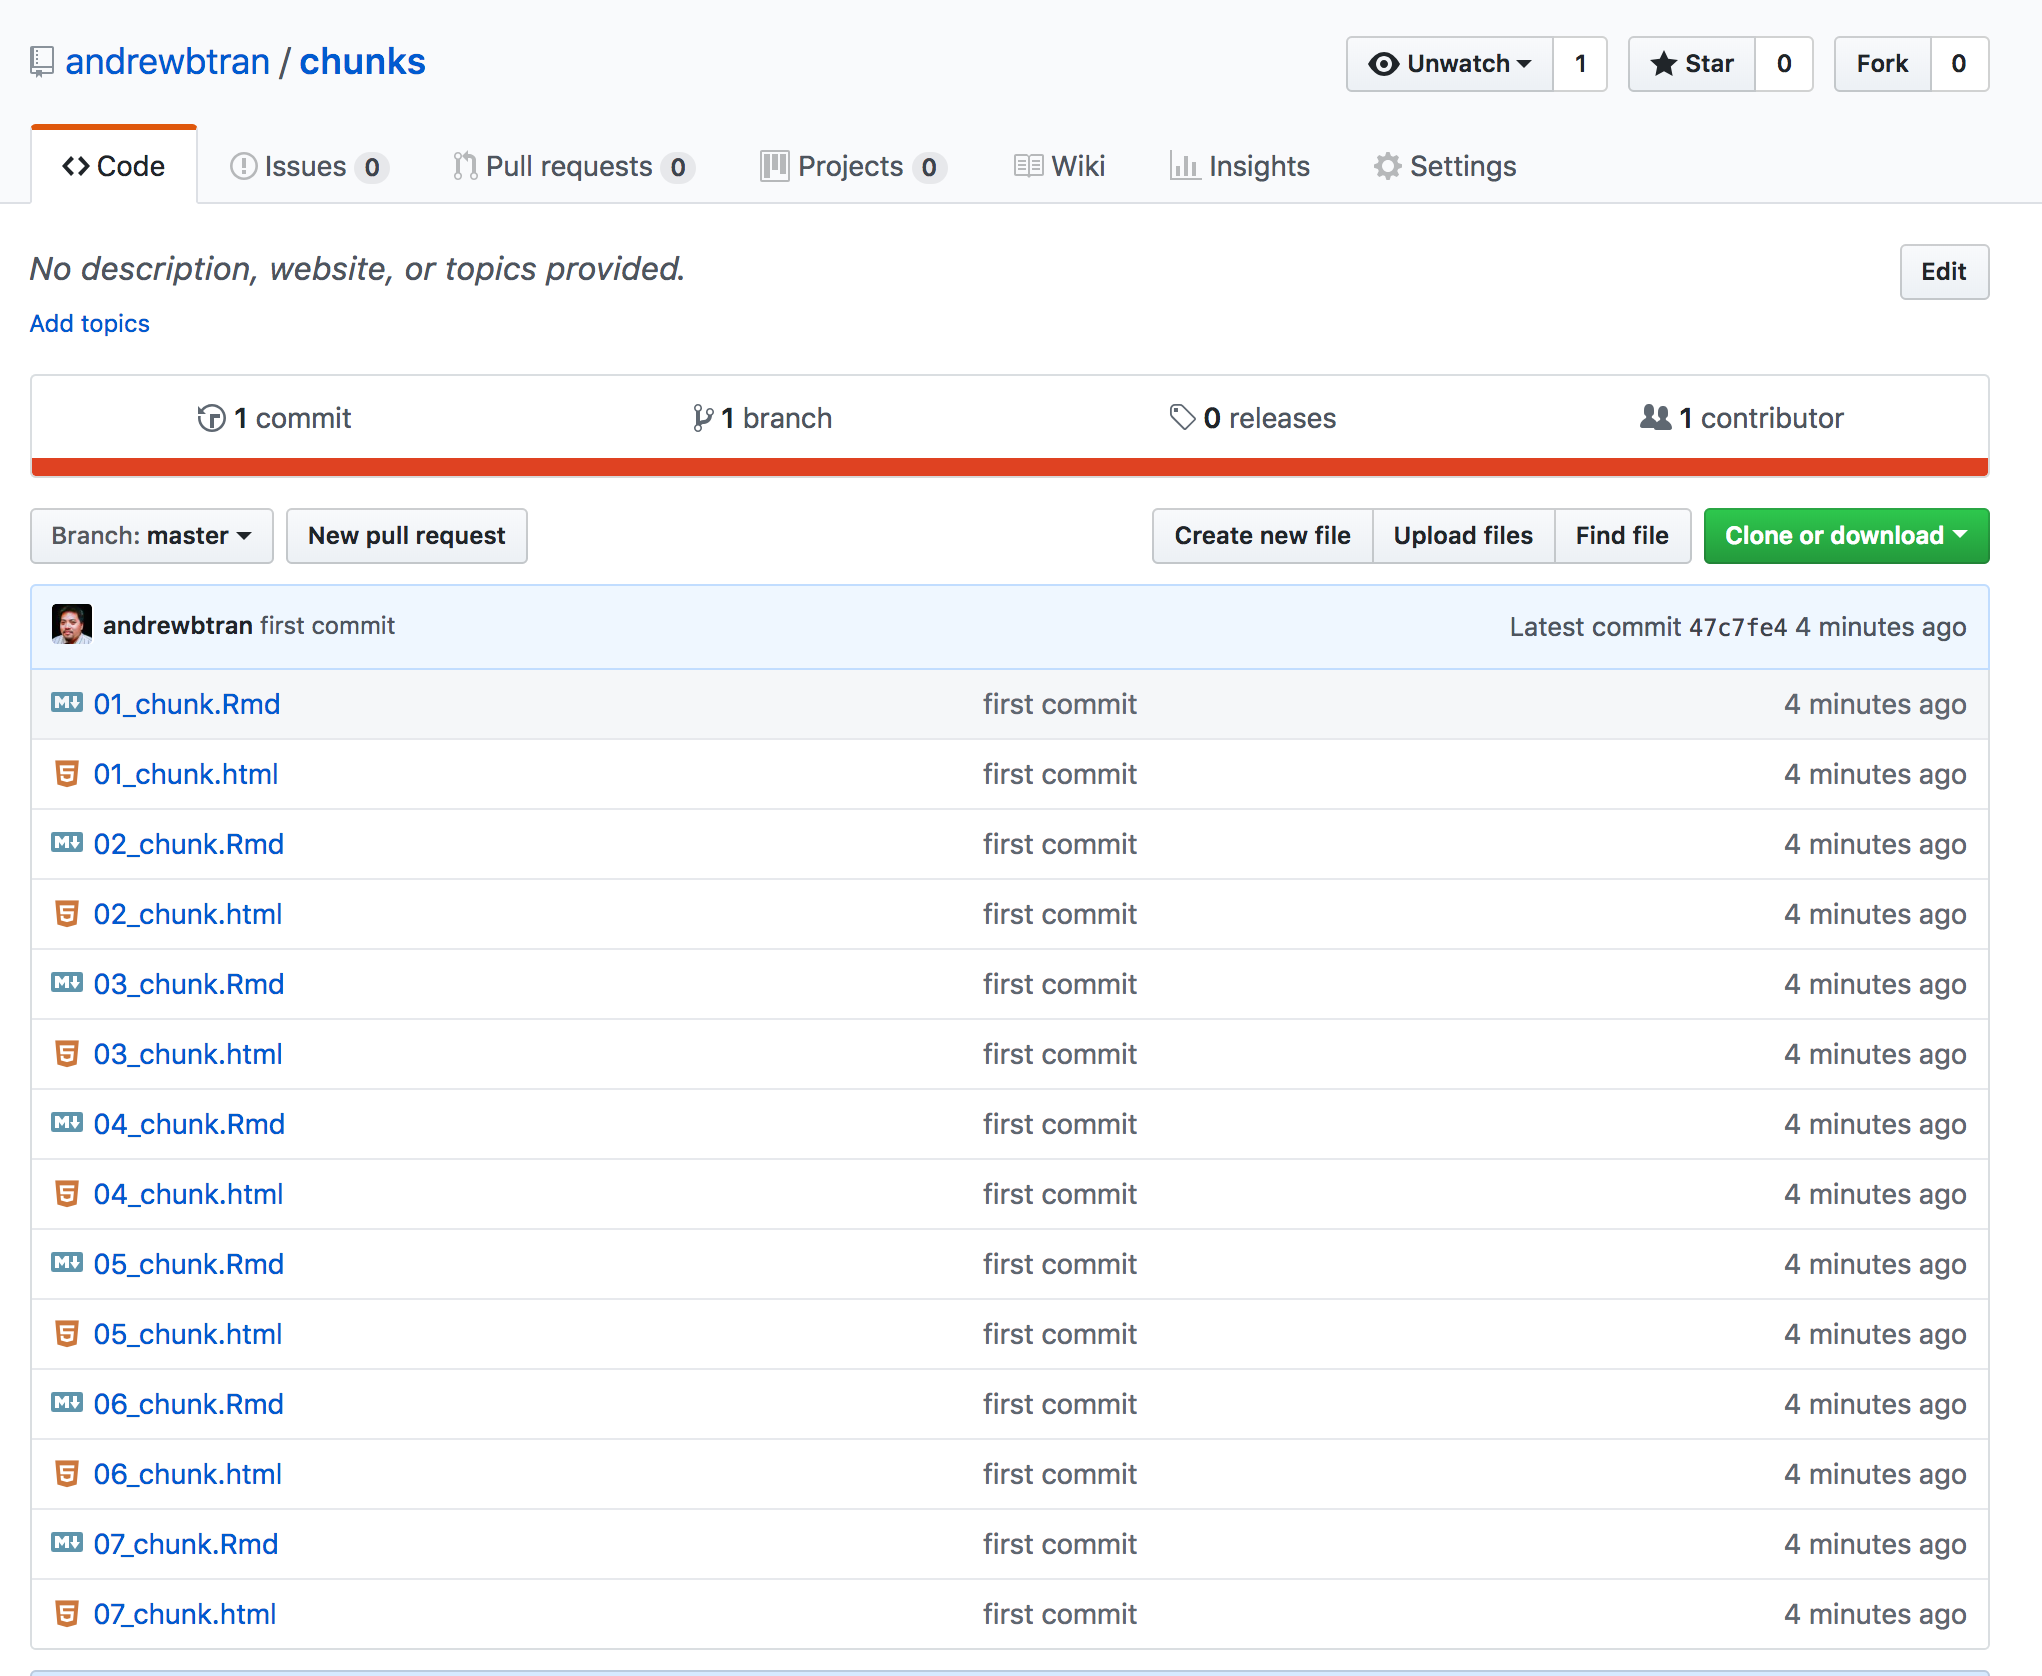 andrewbtran / chunks
Unwatch 1 Star 0 Fork 0
Code Issues 0 Pull requests 0 Projects 0 Wiki Insights Settings
No description, website, or topics provided. Edit
Add topics
1 commit 1 branch 0 releases 1 contributor
Branch: master New pull request Create new file Upload files Find file Clone or download
andrewbtran first commit Latest commit 47c7fe4 4 minutes ago
01_chunk.Rmd first commit 4 minutes ago
01_chunk.html first commit 4 minutes ago
02_chunk.Rmd first commit 4 minutes ago
02_chunk.html first commit 4 minutes ago
03_chunk.Rmd first commit 4 minutes ago
03_chunk.html first commit 4 minutes ago
04_chunk.Rmd first commit 4 minutes ago
04_chunk.html first commit 4 minutes ago
05_chunk.Rmd first commit 4 minutes ago
05_chunk.html first commit 4 minutes ago
06_chunk.Rmd first commit 4 minutes ago
06_chunk.html first commit 4 minutes ago
07_chunk.Rmd first commit 4 minutes ago
07_chunk.html first commit 4 minutes ago